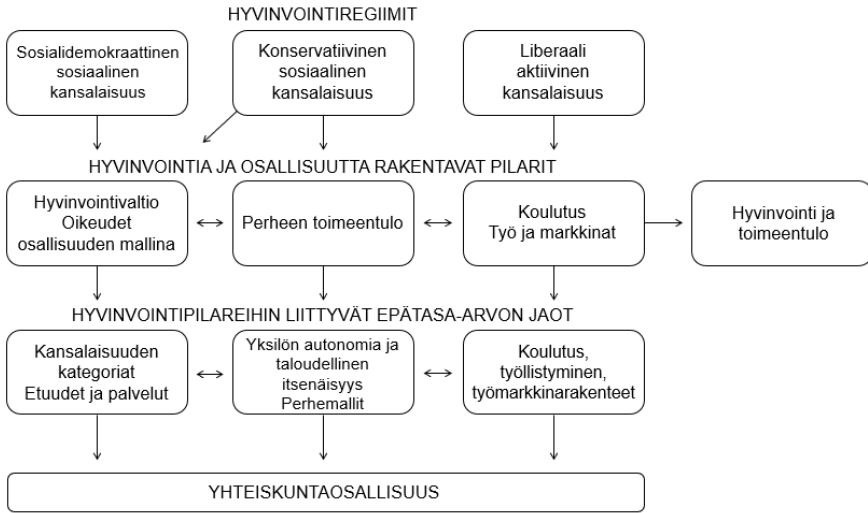 HYVINVOINTIREGIIMIT
Sosialidemokraattinen
sosiaalinen
kansalaisuus
Konservatiivinen
sosiaalinen
kansalaisuus
Liberaali
aktiivinen
kansalaisuus
HYVINVOINTIA JA OSALLISUUTTA RAKENTAVAT PILARIT
Hyvinvointivaltio
Oikeudet
osallisuuden mallina
Perheen toimeentulo
Koulutus
Työ ja markkinat
Hyvinvointi ja
toimeentulo
HYVINVOINTIPILAREIHIN LIITTYVÄT EPÄTASA-ARVON JAOT
Kansalaisuuden
kategoriat
Etuudet ja palvelut
Yksilön autonomia ja
taloudellinen
itsenäisyys
Perhemallit
Koulutus,
työllistyminen,
työmarkkinarakenteet
YHTEISKUNTAOSALLISUUS